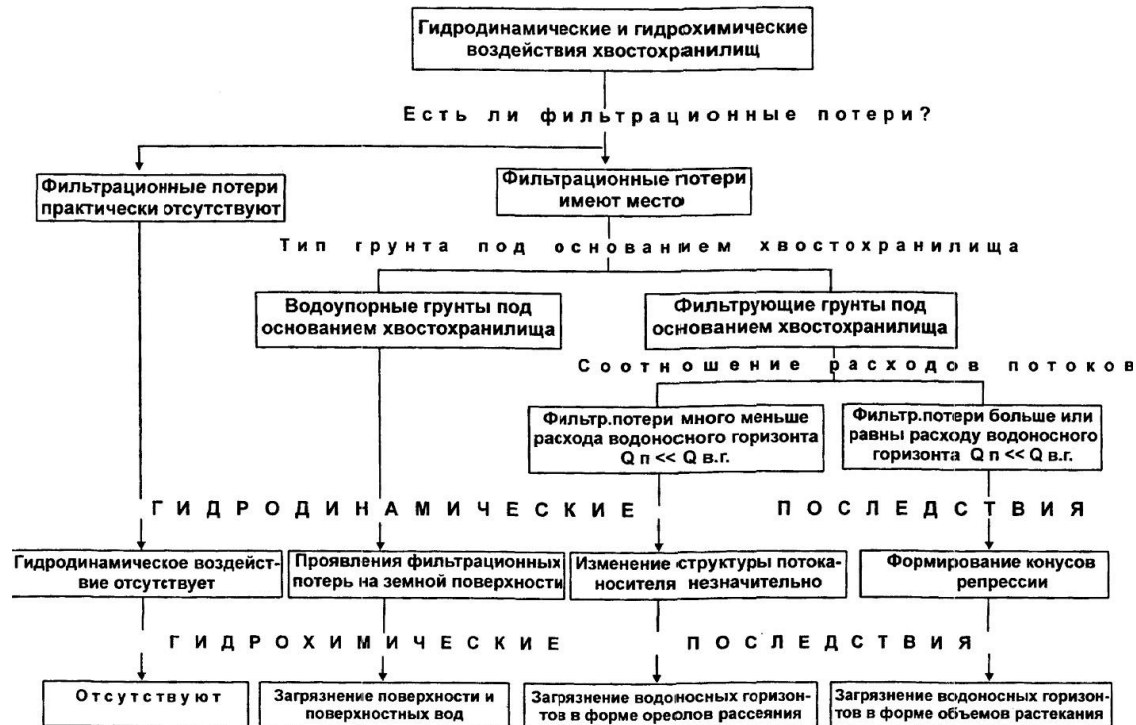 Гидродинамические и гидрохимические
воздействия хвостохранилищ
Есть ли фильтрационные потери?
Фильтрационные потери
практически отсутствуют
Фильтрационные потери
имеют место
Тип грунта под основанием хвостохранилища
Водоупорные грунты под
основанием хвостохранилища
Фильтрующие грунты под
основанием хвостохранилища
Соотношение расходов потоков
Фильтр.потери много меньше
расхода водоносного горизонта
Q п << Q в.г.
Фильтр.потери больше или
равны расходу водоносного
горизонта Q п << Q в.г.
ГИДРОДИНАМИЧЕСКИЕ ПОСЛЕДСТВИЯ
Гидродинамическое воздейст-
вие отсутствует
Проявления фильтрационных
потерь на земной поверхности
Изменение структуры потока-
носителя незначительно
Формирование конусов
репрессии
ГИДРОХИМИЧЕСКИЕ ПОСЛЕДСТВИЯ
Отсутствуют
Загрязнение поверхности и
поверхностных вод
Загрязнение водоносных горизон-
тов в форме ореолов рассеяния
Загрязнение водоносных горизон-
тов в форме объемов растекания